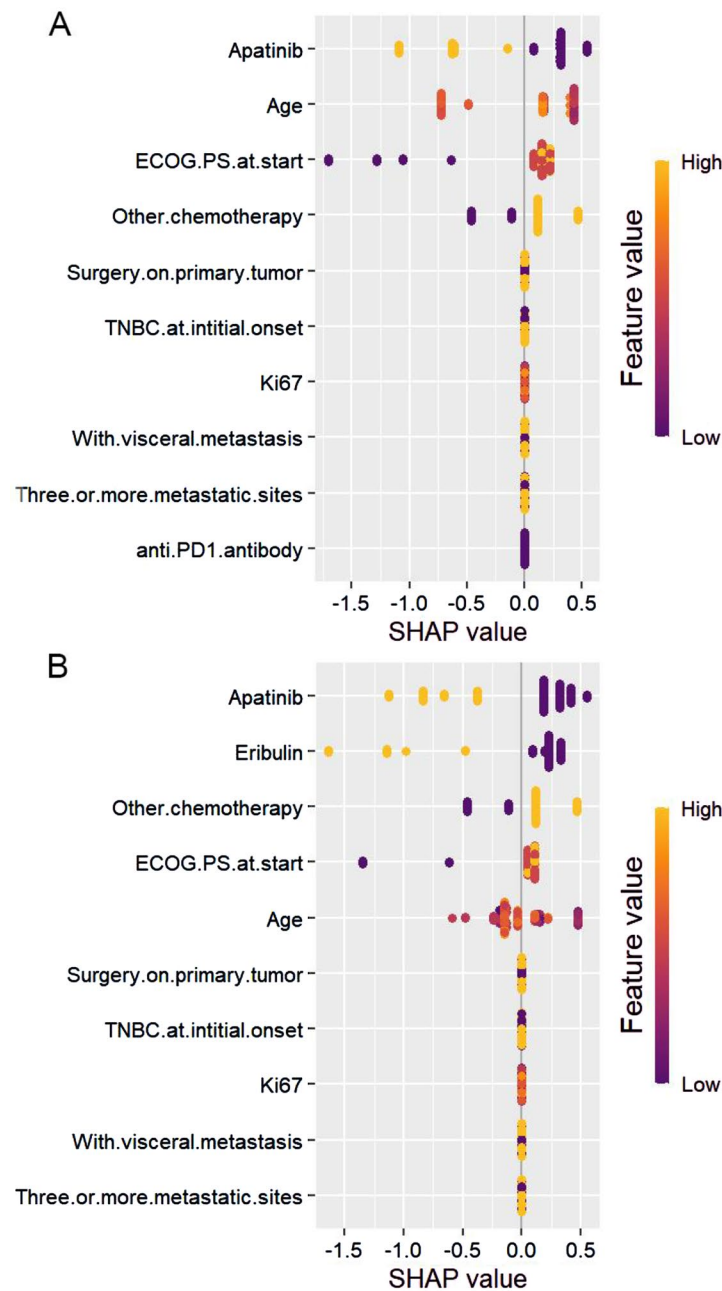 A
Apatinib
Age
ECOG.PS.at.start
Other.chemotherapy
Surgery.on.primary.tumor
TNBC.at.intitial.onset
Ki67
With.visceral.metastasis
Three.or.more.metastatic.sites
anti.PD1.antibody
-1.5 -1.0 -0.5 0.0 0.5
SHAP value
High
Feature value
Low
B
Apatinib
Eribulin
Other.chemotherapy
ECOG.PS.at.start
Age
Surgery.on.primary.tumor
TNBC.at.intitial.onset
Ki67
With.visceral.metastasis
Three.or.more.metastatic.sites
-1.5 -1.0 -0.5 0.0 0.5
SHAP value
High
Feature value
Low